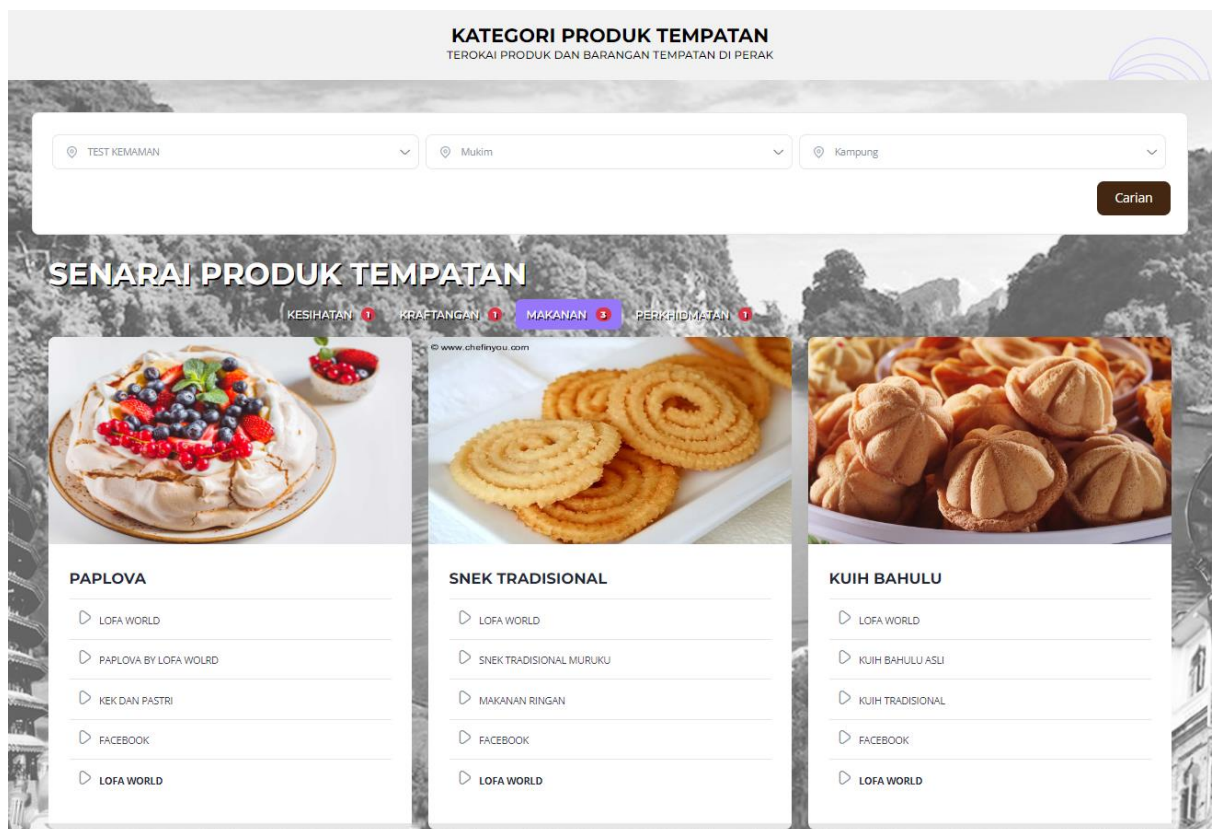 KATEGORI PRODUK TEMPATAN
TEROKAI PRODUK DAN BARANGAN TEMPATAN DI PERAK
TEST KEMAMAN
Mukim
Kampung
Carian
SENARAI PRODUK TEMPATAN
KESIHATAN 1 KRAFTANGAN 1 MAKANAN 3 PERKHIDMATAN 1
© www.chefinyou.com
PAPLOVA
LOFA WORLD
PAPLOVA BY LOFA WOLRD
KEK DAN PASTRI
FACEBOOK
LOFA WORLD
SNEK TRADISIONAL
LOFA WORLD
SNEK TRADISIONAL MURUKU
MAKANAN RINGAN
FACEBOOK
LOFA WORLD
KUIH BAHULU
LOFA WORLD
KUIH BAHULU ASLI
KUIH TRADISIONAL
FACEBOOK
LOFA WORLD